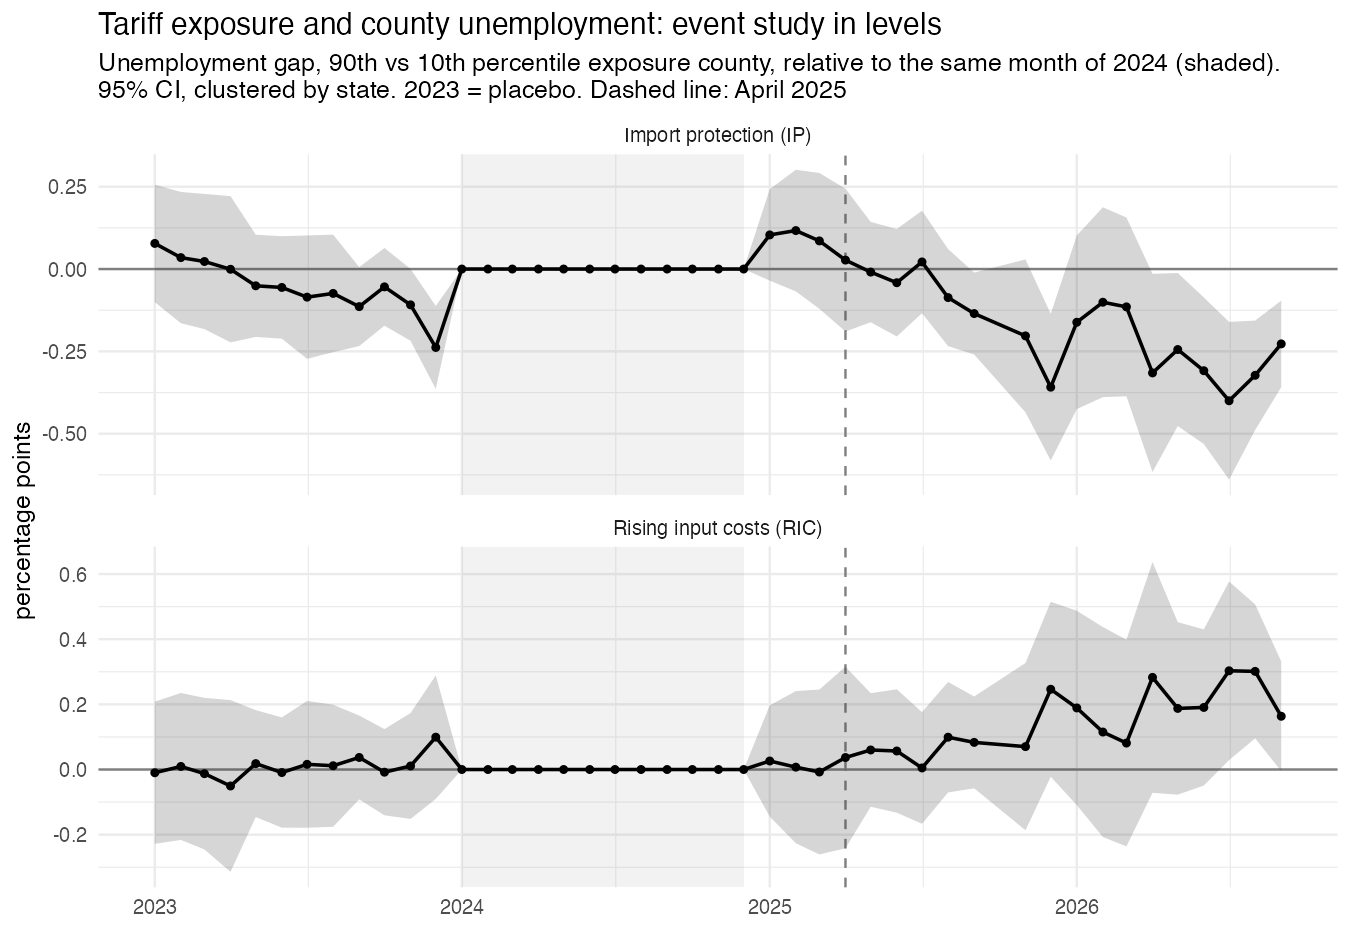 Tariff exposure and county unemployment: event study in levels
Unemployment gap, 90th vs 10th percentile exposure county, relative to the same month of 2024 (shaded).
95% CI, clustered by state. 2023 = placebo. Dashed line: April 2025
Import protection (IP)
0.25
0.00
-0.25
-0.50
percentage points
Rising input costs (RIC)
0.6
0.4
0.2
0.0
-0.2
2023 2024 2025 2026